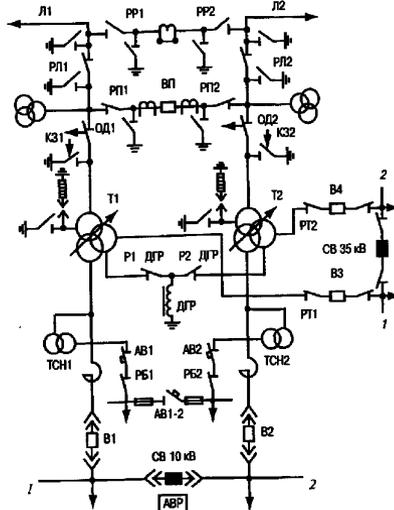 Л1 РР1 РР2 Л2
РЛ1 РЛ2
РП1 ВП РП2
ОД1 ОД2
КЗ1 КЗ2
Т1 Т2 В4 2
РТ2
СВ 35 кВ
Р1 ДГР Р2 ДГР
В3
ДГР РТ1 1
ТСН1 АВ1 АВ2 ТСН2
РБ1 РБ2
АВ1-2
В1 В2
СВ 10 кВ
1 2
АВР